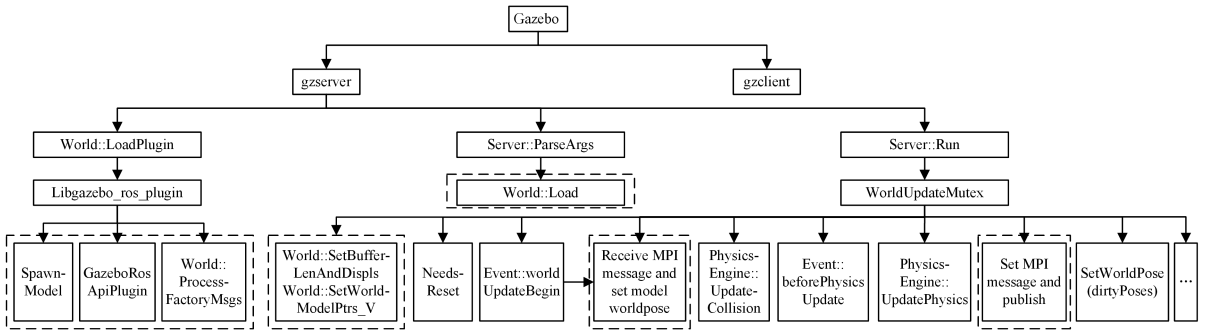 Gazebo
gzserver
gzclient
World::LoadPlugin
Server::ParseArgs
Server::Run
Libgazebo_ros_plugin
World::Load
WorldUpdateMutex
Spawn-
Model
GazeboRos
ApiPlugin
World::
Process-
FactoryMsgs
World::SetBuffer-
LenAndDispls
World::SetWorld-
ModelPtrs_V
Needs-
Reset
Event::world
UpdateBegin
Receive MPI
message and
set model
worldpose
Physics-
Engine::
Update-
Collision
Event::
beforePhysics
Update
Physics-
Engine::
UpdatePhysics
Set MPI
message and
publish
SetWorldPose
(dirtyPoses)
...